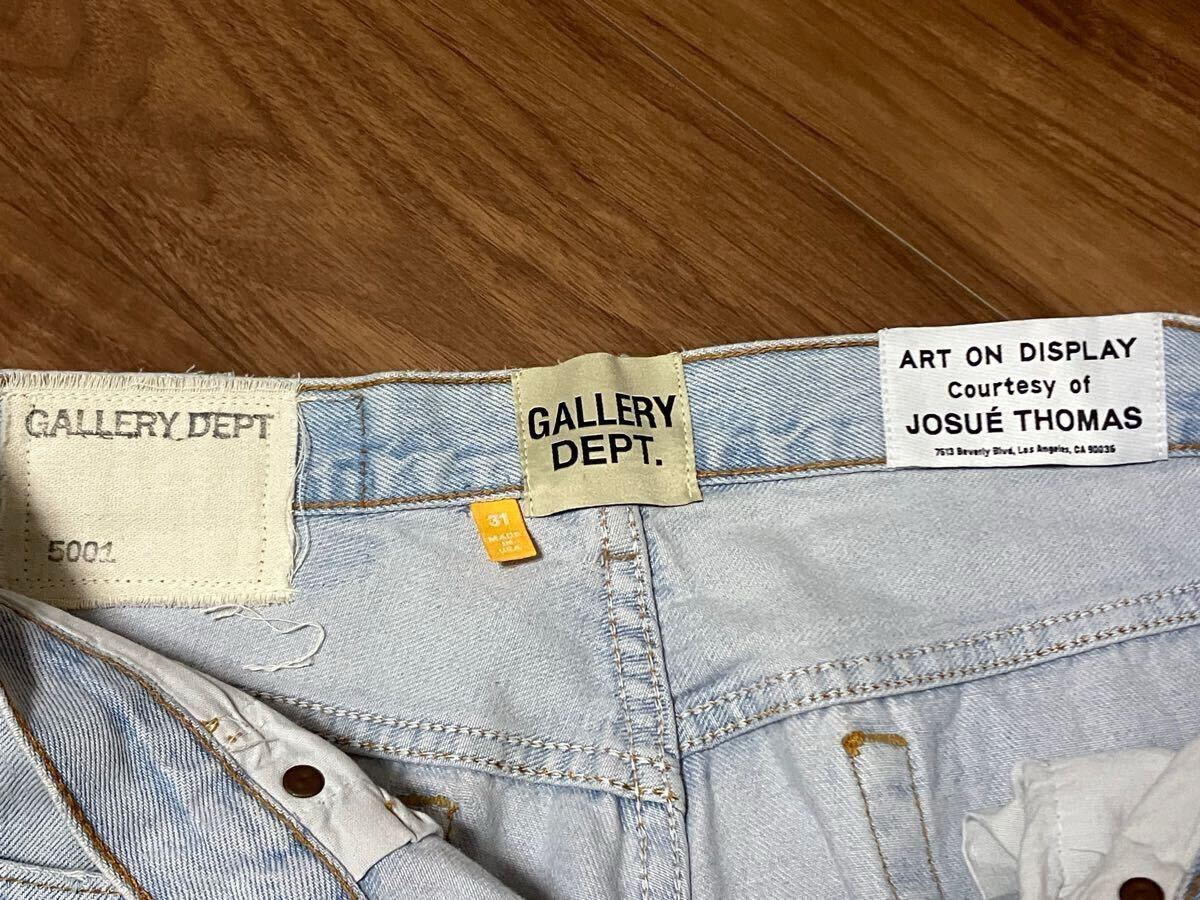 GALLERY DEPT
5001
GALLERY
DEPT.
31
MADE
IN
USA
ART ON DISPLAY
Courtesy of
JOSUÉ THOMAS
7613 Beverly Blvd, Los Angeles, CA 90036